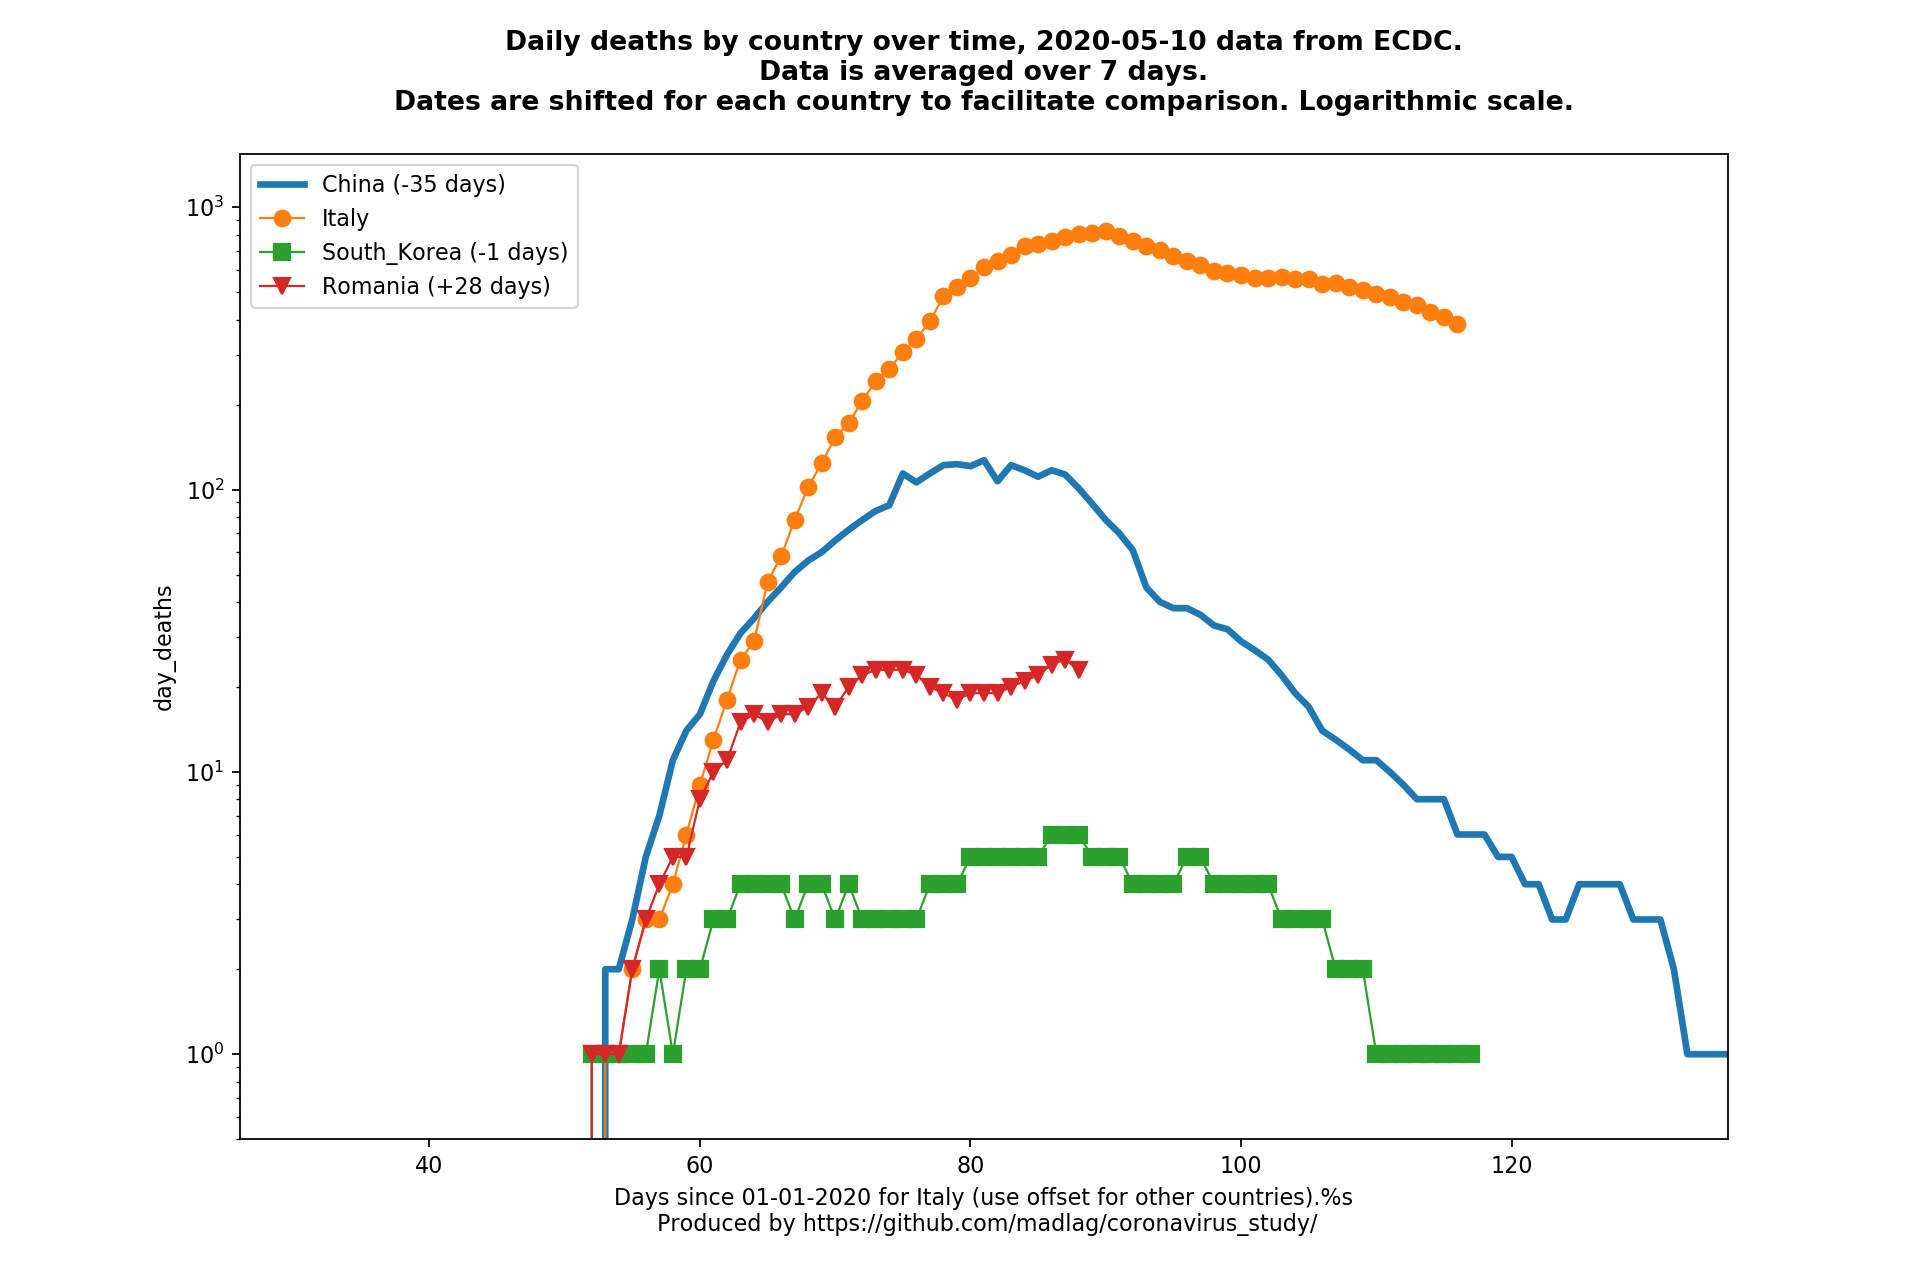 Daily deaths by country over time, 2020-05-10 data from ECDC.
Data is averaged over 7 days.
Dates are shifted for each country to facilitate comparison. Logarithmic scale.
China (-35 days)
Italy
South_Korea (-1 days)
Romania (+28 days)
10³
10²
10¹
10⁰
day_deaths
40 60 80 100 120
Days since 01-01-2020 for Italy (use offset for other countries).%s
Produced by https://github.com/madlag/coronavirus_study/